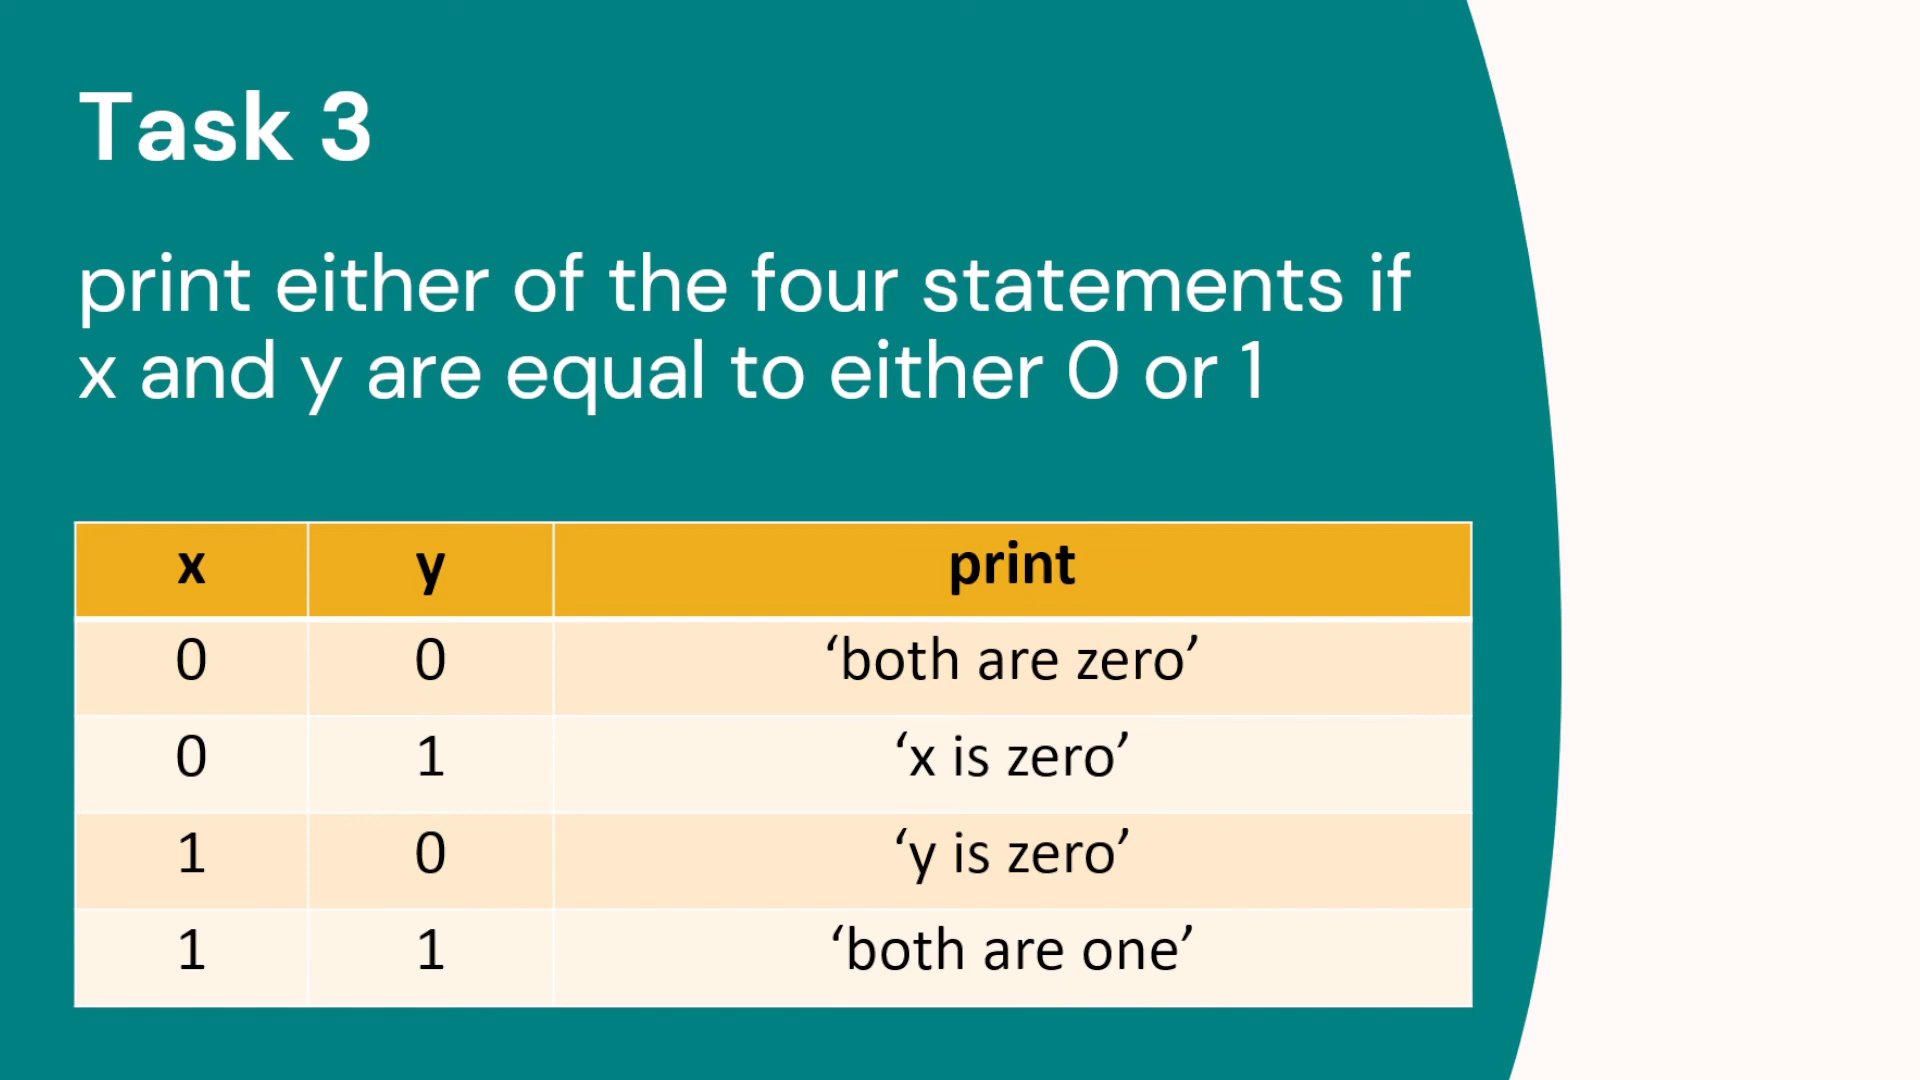 Task 3
print either of the four statements if
x and y are equal to either 0 or 1
x y print
0 0 ‘both are zero’
0 1 ‘x is zero’
1 0 ‘y is zero’
1 1 ‘both are one’